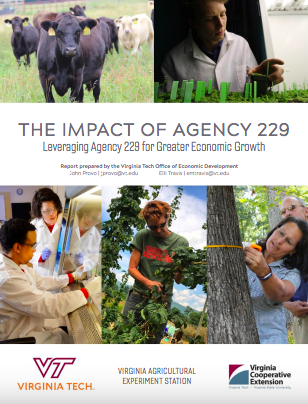 THE IMPACT OF AGENCY 229
Leveraging Agency 229 for Greater Economic Growth
Report prepared by the Virginia Tech Office of Economic Development
John Provo | jprovo@vt.edu Elli Travis | emtravis@vt.edu
VT
VIRGINIA TECH.
VIRGINIA AGRICULTURAL
EXPERIMENT STATION
Virginia
Cooperative
Extension
Virginia Tech • Virginia State University